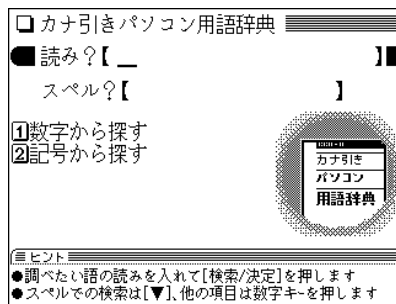 カナ引きパソコン用語辞典
読み?【 _ 】
スペル?【 】
1数字から探す
2記号から探す
カナ引き
パソコン
用語辞典
ヒント
●調べたい語の読みを入れて[検索/決定]を押します
●スペルでの検索は[▼]、他の項目は数字キーを押します